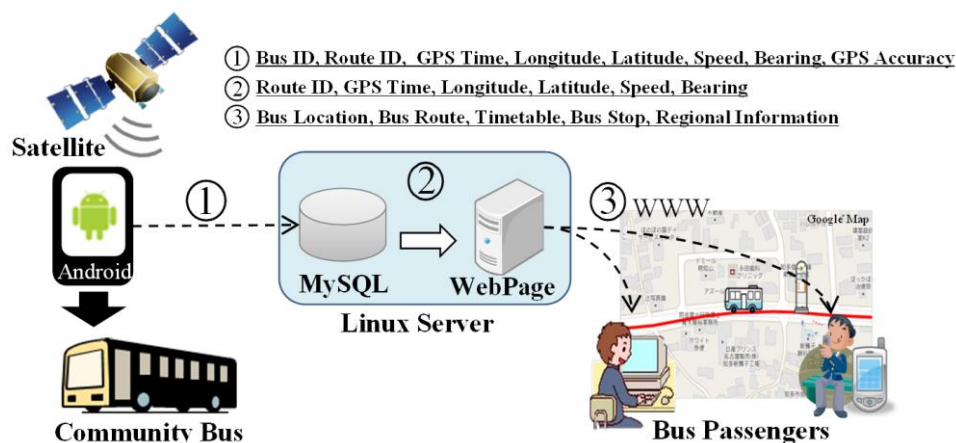 ① Bus ID, Route ID, GPS Time, Longitude, Latitude, Speed, Bearing, GPS Accuracy
② Route ID, GPS Time, Longitude, Latitude, Speed, Bearing
③ Bus Location, Bus Route, Timetable, Bus Stop, Regional Information
Satellite
①
②
③ WWW
Google Map
Android
MySQL
WebPage
Linux Server
Community Bus
Bus Passengers